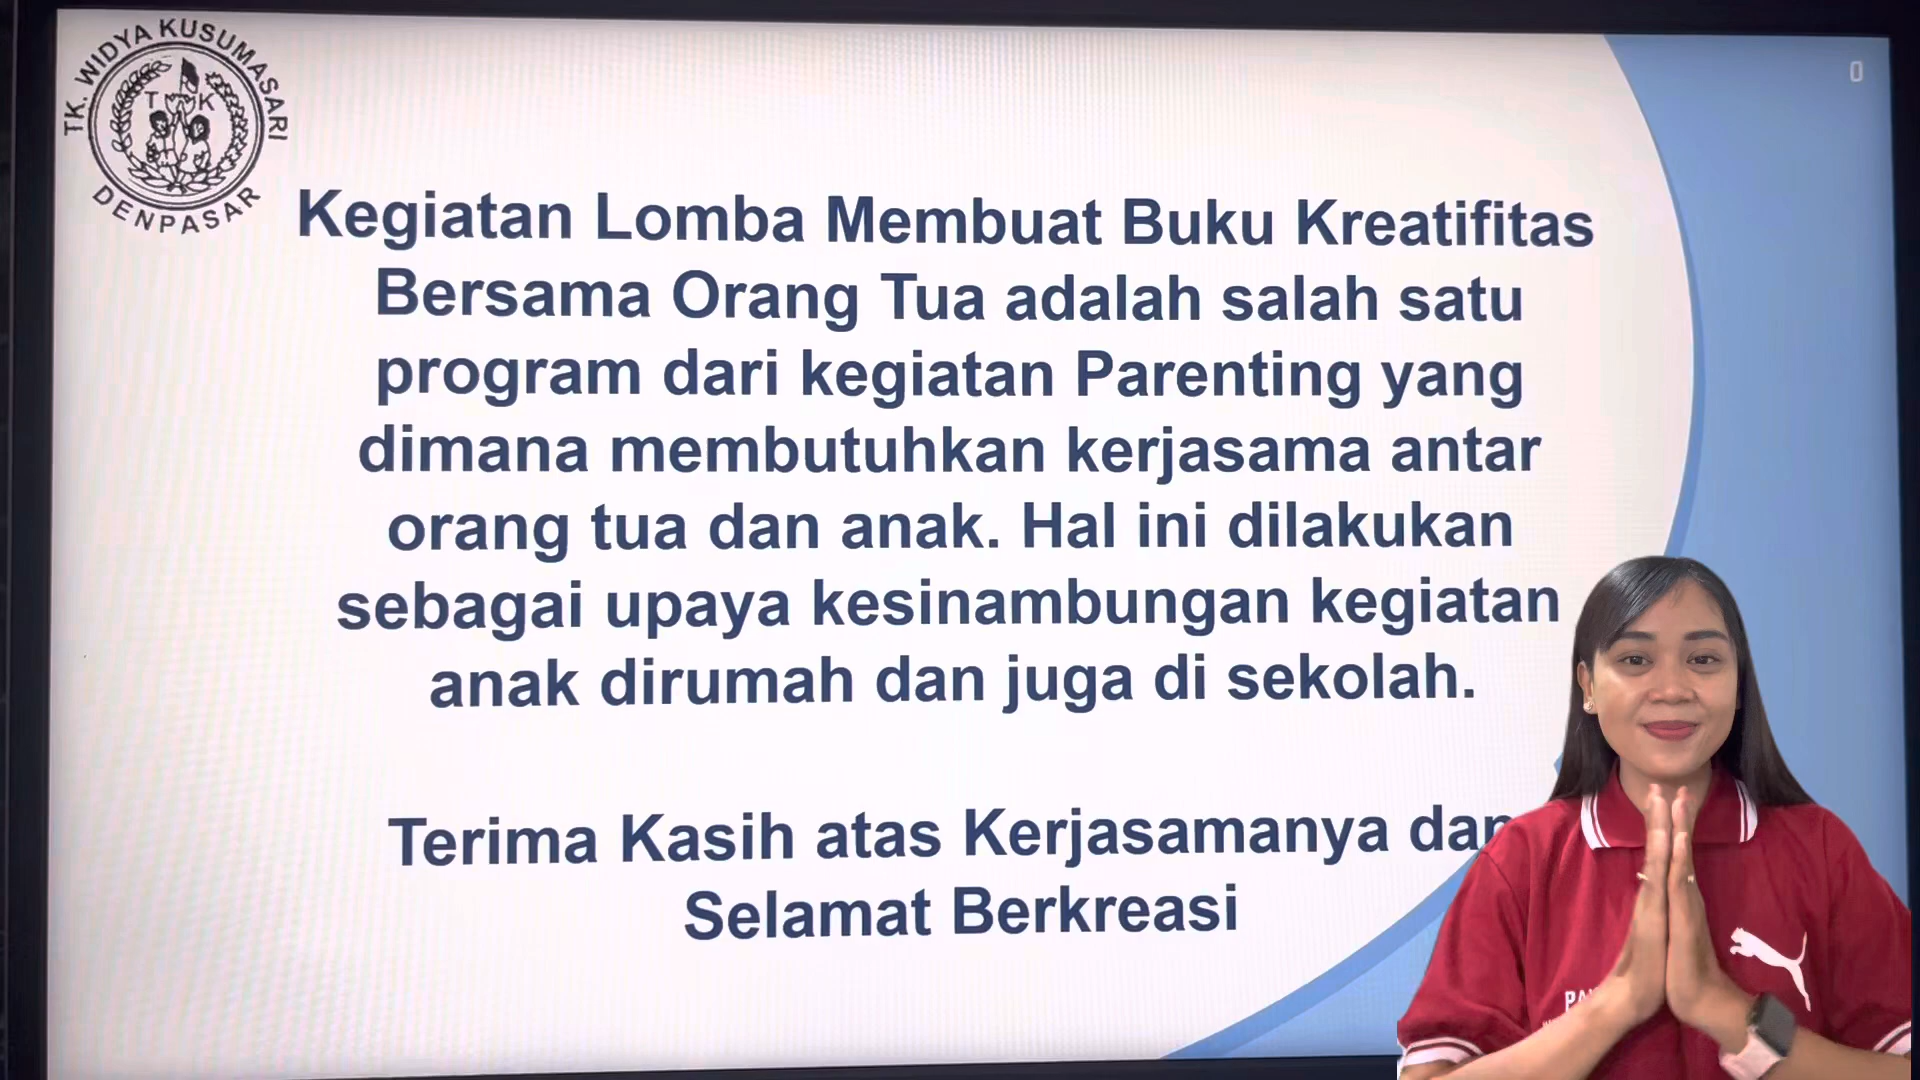 TK. WIDYA KUSUMASARI
T K
DENPASAR
0
Kegiatan Lomba Membuat Buku Kreatifitas
Bersama Orang Tua adalah salah satu
program dari kegiatan Parenting yang
dimana membutuhkan kerjasama antar
orang tua dan anak. Hal ini dilakukan
sebagai upaya kesinambungan kegiatan
anak dirumah dan juga di sekolah.
Terima Kasih atas Kerjasamanya dan
Selamat Berkreasi